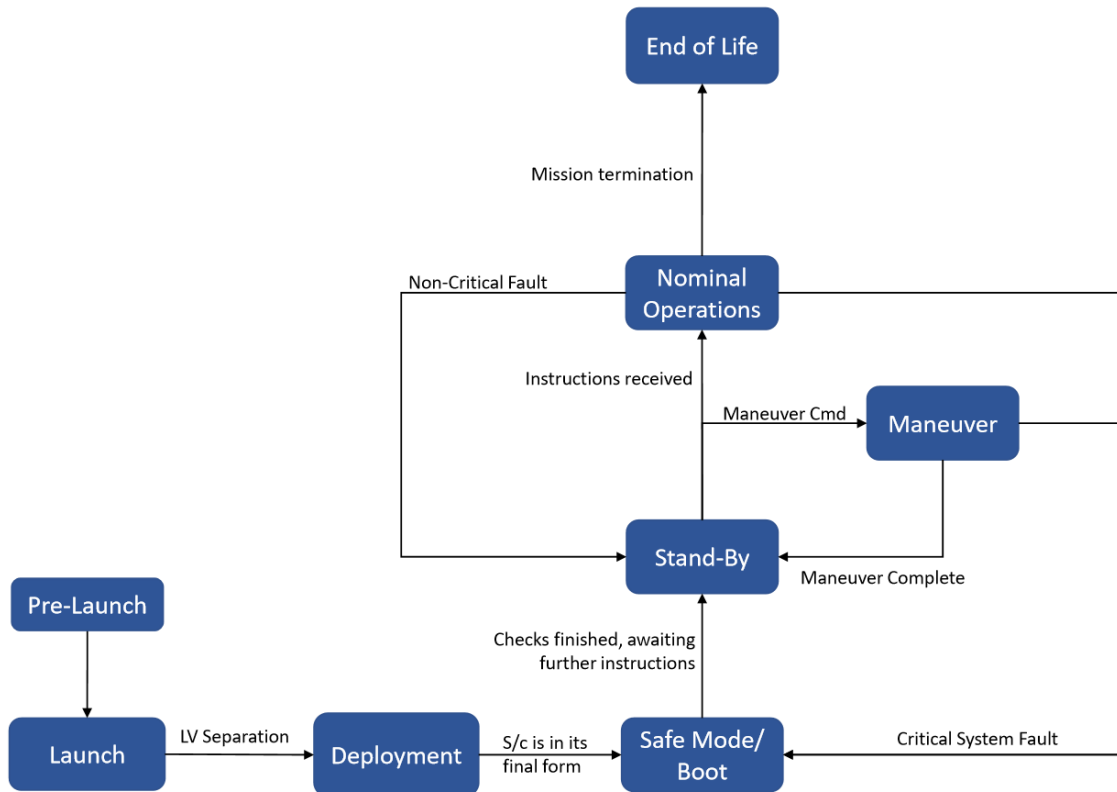 End of Life
Mission termination
Non-Critical Fault
Nominal
Operations
Instructions received
Maneuver Cmd
Maneuver
Stand-By
Maneuver Complete
Pre-Launch
Checks finished, awaiting
further instructions
Launch
LV Separation
Deployment
S/c is in its
final form
Safe Mode/
Boot
Critical System Fault